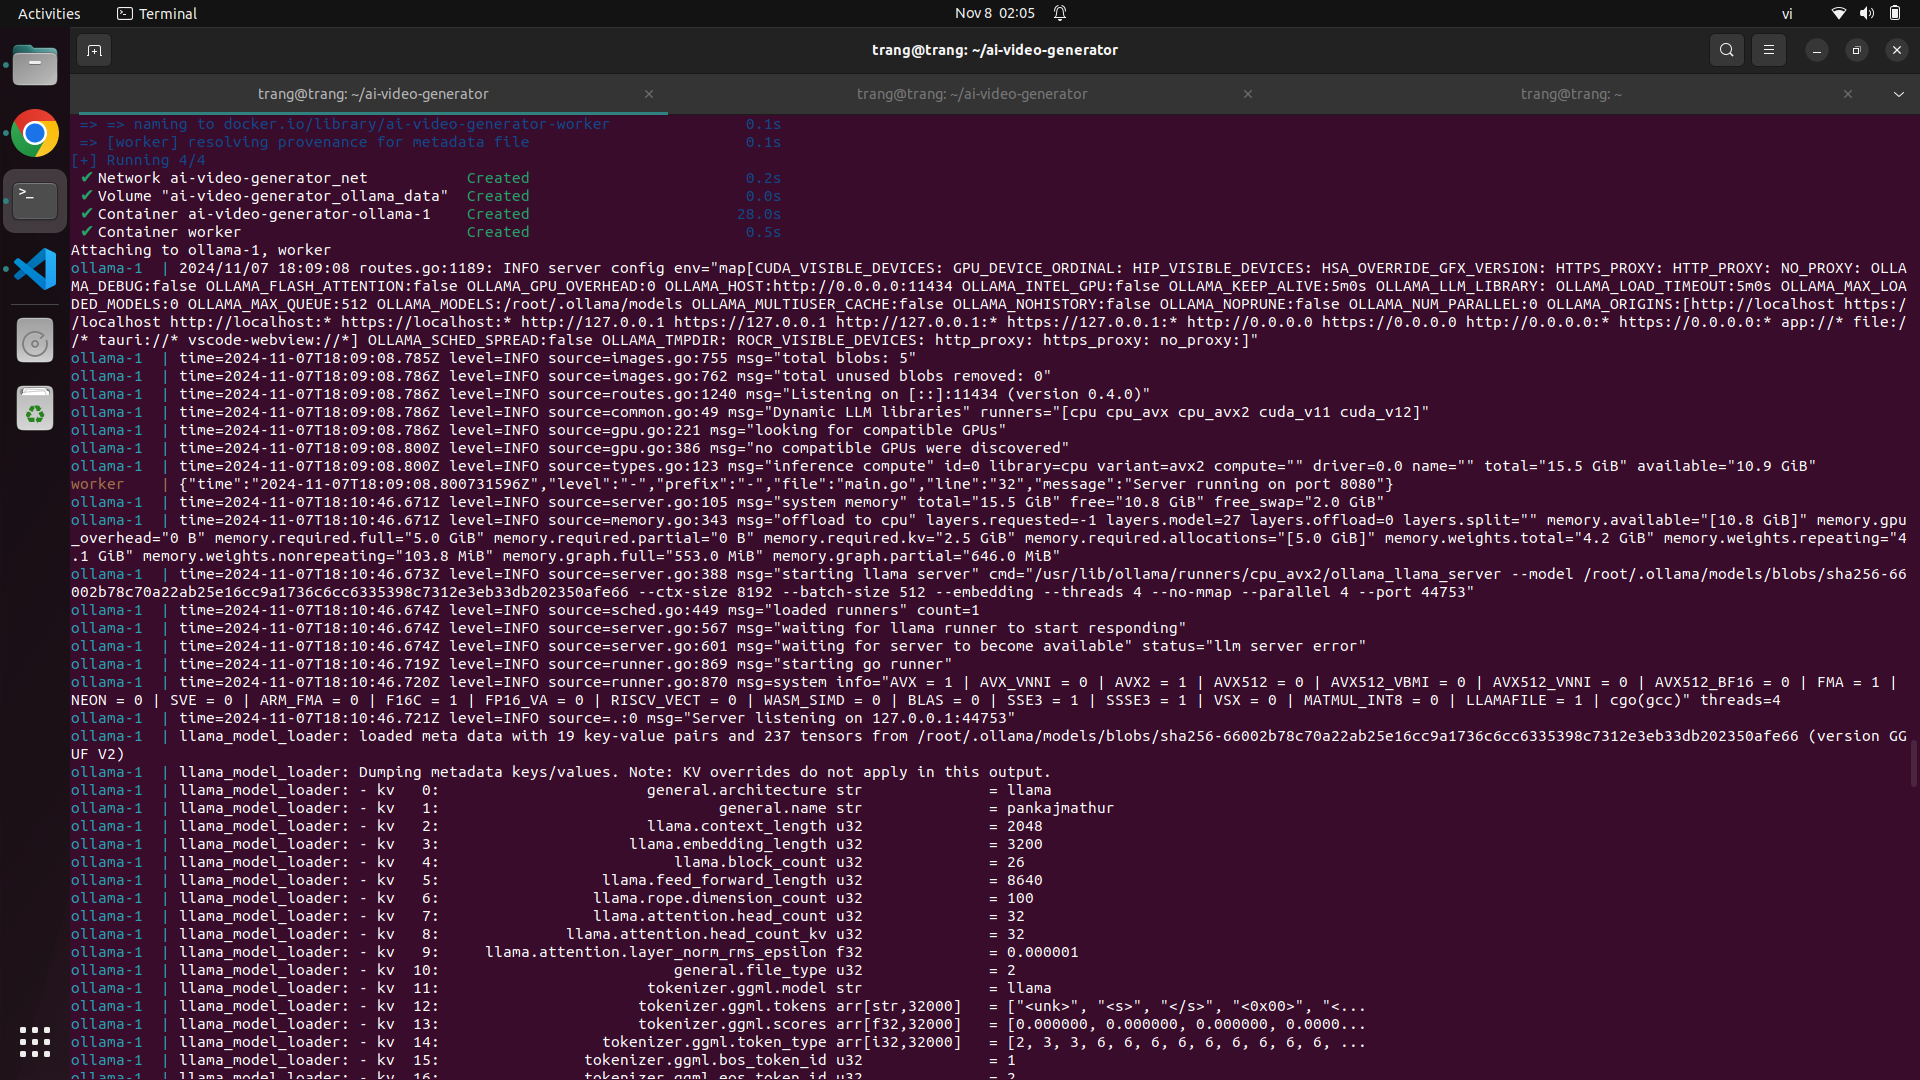 Activities
Terminal
Nov 8 02:05
vi
trang@trang: ~/ai-video-generator
trang@trang: ~/ai-video-generator
trang@trang: ~/ai-video-generator
trang@trang: ~
=> => naming to docker.io/library/ai-video-generator-worker 0.1s
=> [worker] resolving provenance for metadata file 0.1s
[+] Running 4/4
✔ Network ai-video-generator_net Created 0.2s
✔ Volume "ai-video-generator_ollama_data" Created 0.0s
✔ Container ai-video-generator-ollama-1 Created 28.0s
✔ Container worker Created 0.5s
Attaching to ollama-1, worker
ollama-1 | 2024/11/07 18:09:08 routes.go:1189: INFO server config env="map[CUDA_VISIBLE_DEVICES: GPU_DEVICE_ORDINAL: HIP_VISIBLE_DEVICES: HSA_OVERRIDE_GFX_VERSION: HTTPS_PROXY: HTTP_PROXY: NO_PROXY: OLLA
MA_DEBUG:false OLLAMA_FLASH_ATTENTION:false OLLAMA_GPU_OVERHEAD:0 OLLAMA_HOST:http://0.0.0.0:11434 OLLAMA_INTEL_GPU:false OLLAMA_KEEP_ALIVE:5m0s OLLAMA_LLM_LIBRARY: OLLAMA_LOAD_TIMEOUT:5m0s OLLAMA_MAX_LOA
DED_MODELS:0 OLLAMA_MAX_QUEUE:512 OLLAMA_MODELS:/root/.ollama/models OLLAMA_MULTIUSER_CACHE:false OLLAMA_NOHISTORY:false OLLAMA_NOPRUNE:false OLLAMA_NUM_PARALLEL:0 OLLAMA_ORIGINS:[http://localhost https:/
/localhost http://localhost:* https://localhost:* http://127.0.0.1 https://127.0.0.1 http://127.0.0.1:* https://127.0.0.1:* http://0.0.0.0 https://0.0.0.0 http://0.0.0.0:* https://0.0.0.0:* app://* file:/
/* tauri://* vscode-webview://*] OLLAMA_SCHED_SPREAD:false OLLAMA_TMPDIR: ROCR_VISIBLE_DEVICES: http_proxy: https_proxy: no_proxy:]"
ollama-1 | time=2024-11-07T18:09:08.785Z level=INFO source=images.go:755 msg="total blobs: 5"
ollama-1 | time=2024-11-07T18:09:08.786Z level=INFO source=images.go:762 msg="total unused blobs removed: 0"
ollama-1 | time=2024-11-07T18:09:08.786Z level=INFO source=routes.go:1240 msg="Listening on [::]:11434 (version 0.4.0)"
ollama-1 | time=2024-11-07T18:09:08.786Z level=INFO source=common.go:49 msg="Dynamic LLM libraries" runners="[cpu cpu_avx cpu_avx2 cuda_v11 cuda_v12]"
ollama-1 | time=2024-11-07T18:09:08.786Z level=INFO source=gpu.go:221 msg="looking for compatible GPUs"
ollama-1 | time=2024-11-07T18:09:08.800Z level=INFO source=gpu.go:386 msg="no compatible GPUs were discovered"
ollama-1 | time=2024-11-07T18:09:08.800Z level=INFO source=types.go:123 msg="inference compute" id=0 library=cpu variant=avx2 compute="" driver=0.0 name="" total="15.5 GiB" available="10.9 GiB"
worker | {"time":"2024-11-07T18:09:08.800731596Z","level":"-","prefix":"-","file":"main.go","line":"32","message":"Server running on port 8080"}
ollama-1 | time=2024-11-07T18:10:46.671Z level=INFO source=server.go:105 msg="system memory" total="15.5 GiB" free="10.8 GiB" free_swap="2.0 GiB"
ollama-1 | time=2024-11-07T18:10:46.671Z level=INFO source=memory.go:343 msg="offload to cpu" layers.requested=-1 layers.model=27 layers.offload=0 layers.split="" memory.available="[10.8 GiB]" memory.gpu
_overhead="0 B" memory.required.full="5.0 GiB" memory.required.partial="0 B" memory.required.kv="2.5 GiB" memory.required.allocations="[5.0 GiB]" memory.weights.total="4.2 GiB" memory.weights.repeating="4
.1 GiB" memory.weights.nonrepeating="103.8 MiB" memory.graph.full="553.0 MiB" memory.graph.partial="646.0 MiB"
ollama-1 | time=2024-11-07T18:10:46.673Z level=INFO source=server.go:388 msg="starting llama server" cmd="/usr/lib/ollama/runners/cpu_avx2/ollama_llama_server --model /root/.ollama/models/blobs/sha256-66
002b78c70a22ab25e16cc9a1736c6cc6335398c7312e3eb33db202350afe66 --ctx-size 8192 --batch-size 512 --embedding --threads 4 --no-mmap --parallel 4 --port 44753"
ollama-1 | time=2024-11-07T18:10:46.674Z level=INFO source=sched.go:449 msg="loaded runners" count=1
ollama-1 | time=2024-11-07T18:10:46.674Z level=INFO source=server.go:567 msg="waiting for llama runner to start responding"
ollama-1 | time=2024-11-07T18:10:46.674Z level=INFO source=server.go:601 msg="waiting for server to become available" status="llm server error"
ollama-1 | time=2024-11-07T18:10:46.719Z level=INFO source=runner.go:869 msg="starting go runner"
ollama-1 | time=2024-11-07T18:10:46.720Z level=INFO source=runner.go:870 msg=system info="AVX = 1 | AVX_VNNI = 0 | AVX2 = 1 | AVX512 = 0 | AVX512_VBMI = 0 | AVX512_VNNI = 0 | AVX512_BF16 = 0 | FMA = 1 |
NEON = 0 | SVE = 0 | ARM_FMA = 0 | F16C = 1 | FP16_VA = 0 | RISCV_VECT = 0 | WASM_SIMD = 0 | BLAS = 0 | SSE3 = 1 | SSSE3 = 1 | VSX = 0 | MATMUL_INT8 = 0 | LLAMAFILE = 1 | cgo(gcc)" threads=4
ollama-1 | time=2024-11-07T18:10:46.721Z level=INFO source=.:0 msg="Server listening on 127.0.0.1:44753"
ollama-1 | llama_model_loader: loaded meta data with 19 key-value pairs and 237 tensors from /root/.ollama/models/blobs/sha256-66002b78c70a22ab25e16cc9a1736c6cc6335398c7312e3eb33db202350afe66 (version GG
UF V2)
ollama-1 | llama_model_loader: Dumping metadata keys/values. Note: KV overrides do not apply in this output.
ollama-1 | llama_model_loader: - kv 0: general.architecture str = llama
ollama-1 | llama_model_loader: - kv 1: general.name str = pankajmathur
ollama-1 | llama_model_loader: - kv 2: llama.context_length u32 = 2048
ollama-1 | llama_model_loader: - kv 3: llama.embedding_length u32 = 3200
ollama-1 | llama_model_loader: - kv 4: llama.block_count u32 = 26
ollama-1 | llama_model_loader: - kv 5: llama.feed_forward_length u32 = 8640
ollama-1 | llama_model_loader: - kv 6: llama.rope.dimension_count u32 = 100
ollama-1 | llama_model_loader: - kv 7: llama.attention.head_count u32 = 32
ollama-1 | llama_model_loader: - kv 8: llama.attention.head_count_kv u32 = 32
ollama-1 | llama_model_loader: - kv 9: llama.attention.layer_norm_rms_epsilon f32 = 0.000001
ollama-1 | llama_model_loader: - kv 10: general.file_type u32 = 2
ollama-1 | llama_model_loader: - kv 11: tokenizer.ggml.model str = llama
ollama-1 | llama_model_loader: - kv 12: tokenizer.ggml.tokens arr[str,32000] = ["<unk>", "<s>", "</s>", "<0x00>", "<...
ollama-1 | llama_model_loader: - kv 13: tokenizer.ggml.scores arr[f32,32000] = [0.000000, 0.000000, 0.000000, 0.0000...
ollama-1 | llama_model_loader: - kv 14: tokenizer.ggml.token_type arr[i32,32000] = [2, 3, 3, 6, 6, 6, 6, 6, 6, 6, 6, 6, ...
ollama-1 | llama_model_loader: - kv 15: tokenizer.ggml.bos_token_id u32 = 1
ollama-1 | llama_model_loader: - kv 16: tokenizer.ggml.eos_token_id u32 = 2